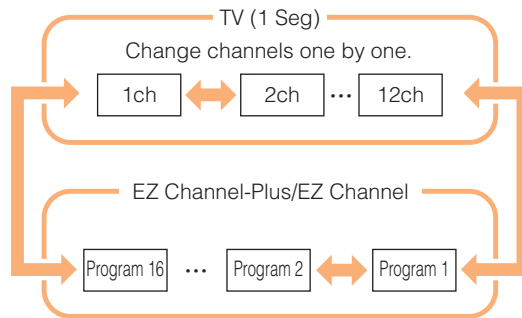 TV (1 Seg)
Change channels one by one.
1ch 2ch ··· 12ch
EZ Channel-Plus/EZ Channel
Program 16 ··· Program 2 Program 1